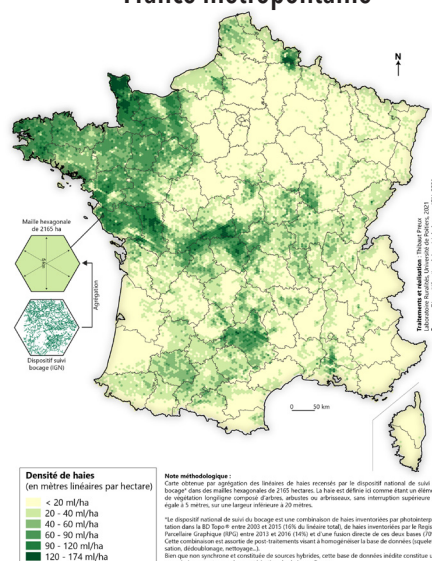 France métropolitaine
N
Maille hexagonale
de 2165 ha
5 km
Agrégation
Dispositif suivi
bocage (IGN)
0 50 km
Traitements et réalisation : Thibaut Preux
Laboratoire Ruralités, Université de Poitiers, 2021
Densité de haies
(en mètres linéaires par hectare)
< 20 ml/ha
20 - 40 ml/ha
40 - 60 ml/ha
60 - 90 ml/ha
90 - 120 ml/ha
120 - 174 ml/ha
Note méthodologique :
Carte obtenue par agrégation des linéaires de haies recensés par le dispositif national de suivi
bocage* dans des mailles hexagonales de 2165 hectares. La haie est définie ici comme étant un élém
de végétation longiligne composé d'arbres, arbustes ou arbrisseaux, sans interruption supérieure
égale à 5 mètres, sur une largeur inférieure à 20 mètres.
*Le dispositif national de suivi du bocage est une combinaison de haies inventoriées par photointerp
tation dans la BD Topo® entre 2003 et 2015 (16% du linéaire total), de haies inventoriées par le Regis
Parcellaire Graphique (RPG) entre 2013 et 2016 (14%) et d'une fusion directe de ces deux bases (70%
Cette combinaison est assortie de post-traitements visant à homogénéiser la base de données (squele
sation, dédoublonage, nettoyage...).
Bien que non synchrone et constituée de sources hybrides, cette base de données inédite constitue u